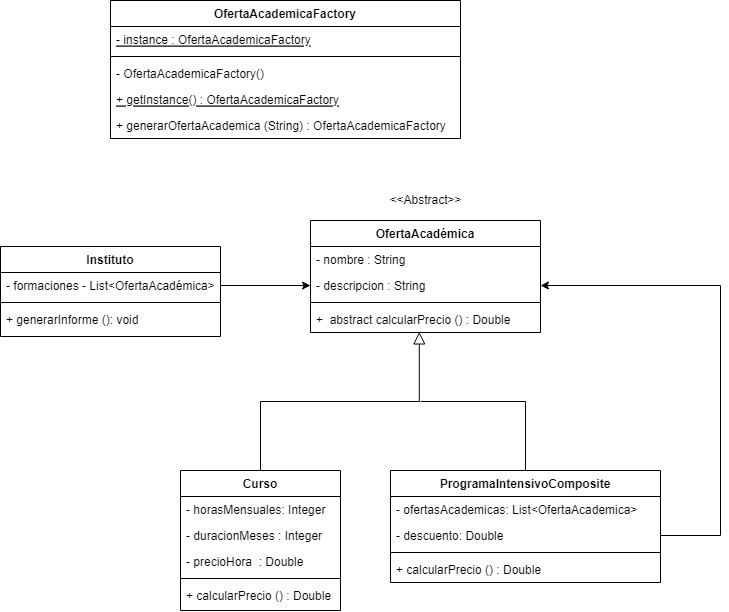 OfertaAcademicaFactory
- instance : OfertaAcademicaFactory
- OfertaAcademicaFactory()
+ getInstance() : OfertaAcademicaFactory
+ generarOfertaAcademica (String) : OfertaAcademicaFactory
<<Abstract>>
OfertaAcadémica
- nombre : String
- descripcion : String
+ abstract calcularPrecio () : Double
Instituto
- formaciones - List<OfertaAcadémica>
+ generarInforme (): void
Curso
- horasMensuales: Integer
- duracionMeses : Integer
- precioHora : Double
+ calcularPrecio () : Double
ProgramaIntensivoComposite
- ofertasAcademicas: List<OfertaAcademica>
- descuento: Double
+ calcularPrecio () : Double